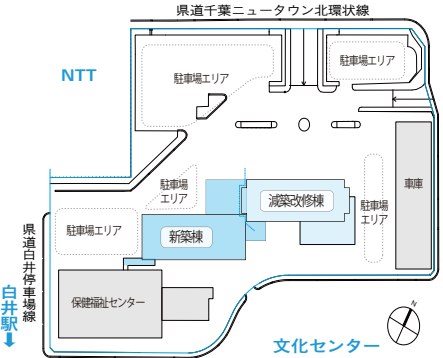 県道千葉ニュータウン北環状線
NTT
駐車場エリア
駐車場エリア
車庫
駐車場
エリア
減築改修棟
駐車場
エリア
駐車場エリア
新築棟
県道白井停車場線
保健福祉センター
白井駅
文化センター
N